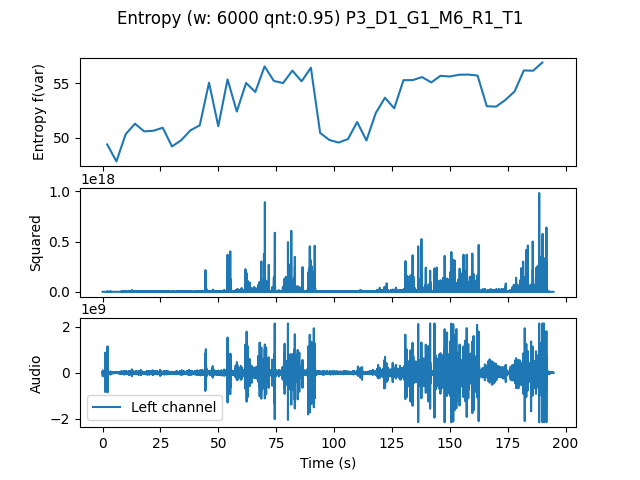 Entropy (w: 6000 qnt:0.95) P3_D1_G1_M6_R1_T1
Entropy f(var)
55
50
1e18
Squared
1.0
0.5
0.0
1e9
Audio
2
0
−2
Left channel
0 25 50 75 100 125 150 175 200
Time (s)